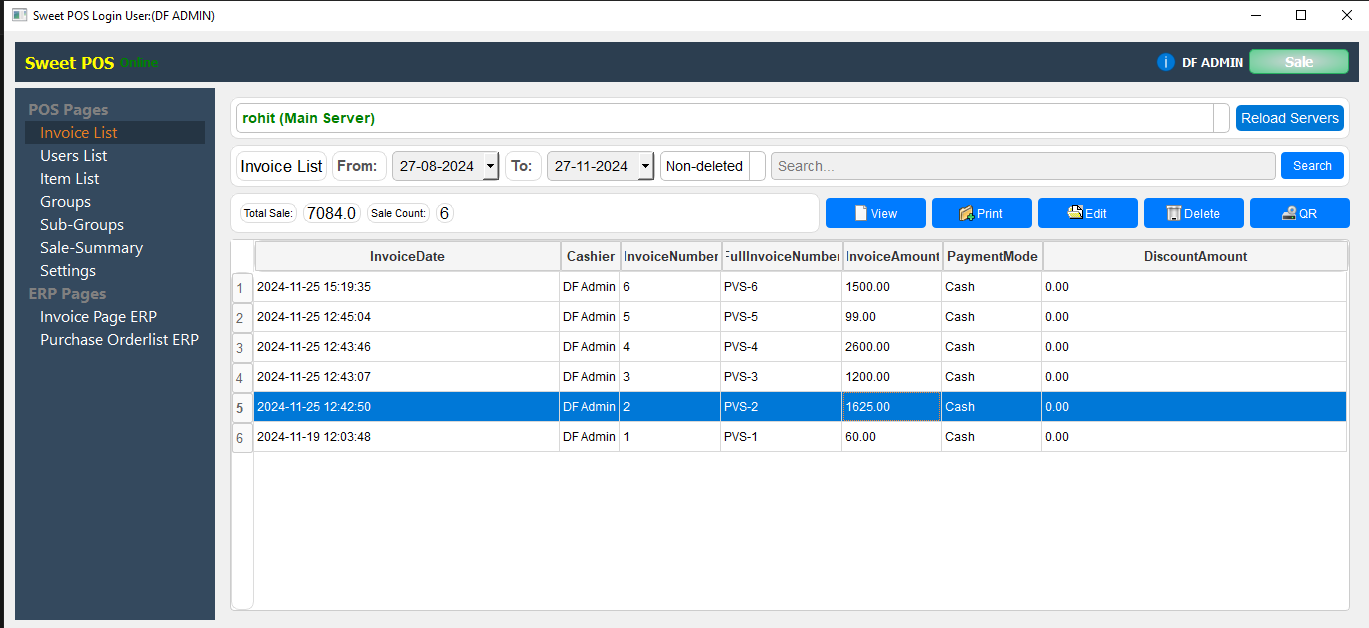 Sweet POS Login User:(DF ADMIN)
Sweet POS Online DF ADMIN Sale
POS Pages
Invoice List
Users List
Item List
Groups
Sub-Groups
Sale-Summary
Settings
ERP Pages
Invoice Page ERP
Purchase Orderlist ERP
rohit (Main Server) Reload Servers
Invoice List From: 27-08-2024 To: 27-11-2024 Non-deleted Search... Search
Total Sale: 7084.0 Sale Count: 6 View Print Edit Delete QR
InvoiceDate Cashier InvoiceNumber FullInvoiceNumber InvoiceAmount PaymentMode DiscountAmount
1 2024-11-25 15:19:35 DF Admin 6 PVS-6 1500.00 Cash 0.00
2 2024-11-25 12:45:04 DF Admin 5 PVS-5 99.00 Cash 0.00
3 2024-11-25 12:43:46 DF Admin 4 PVS-4 2600.00 Cash 0.00
4 2024-11-25 12:43:07 DF Admin 3 PVS-3 1200.00 Cash 0.00
5 2024-11-25 12:42:50 DF Admin 2 PVS-2 1625.00 Cash 0.00
6 2024-11-19 12:03:48 DF Admin 1 PVS-1 60.00 Cash 0.00